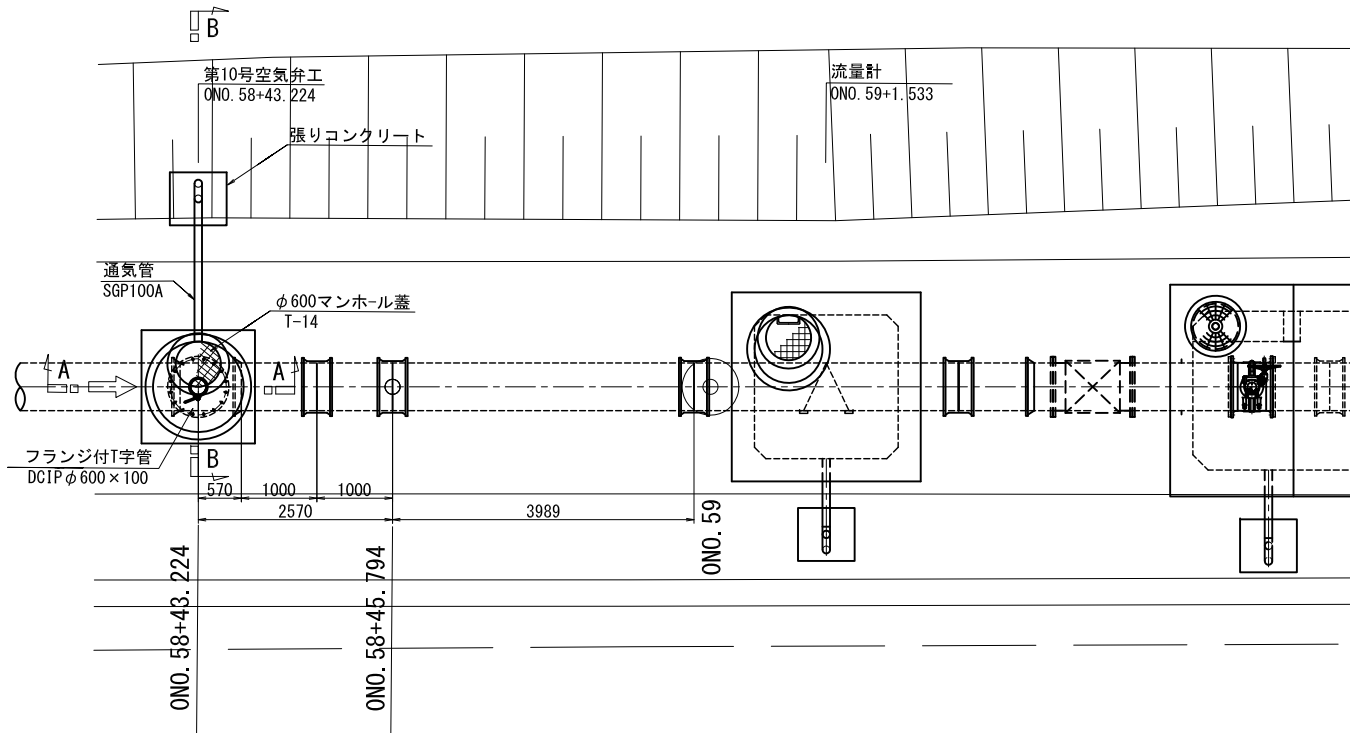 B
第10号空気弁工
0NO.58+43.224
流量計
0NO.59+1.533
張りコンクリート
通気管
SGP100A
φ600マンホール蓋
T-14
A
A
フランジ付T字管
DCIPφ600×100
B
570
1000
1000
2570
3989
0NO.59
0NO.58+43.224
0NO.58+45.794